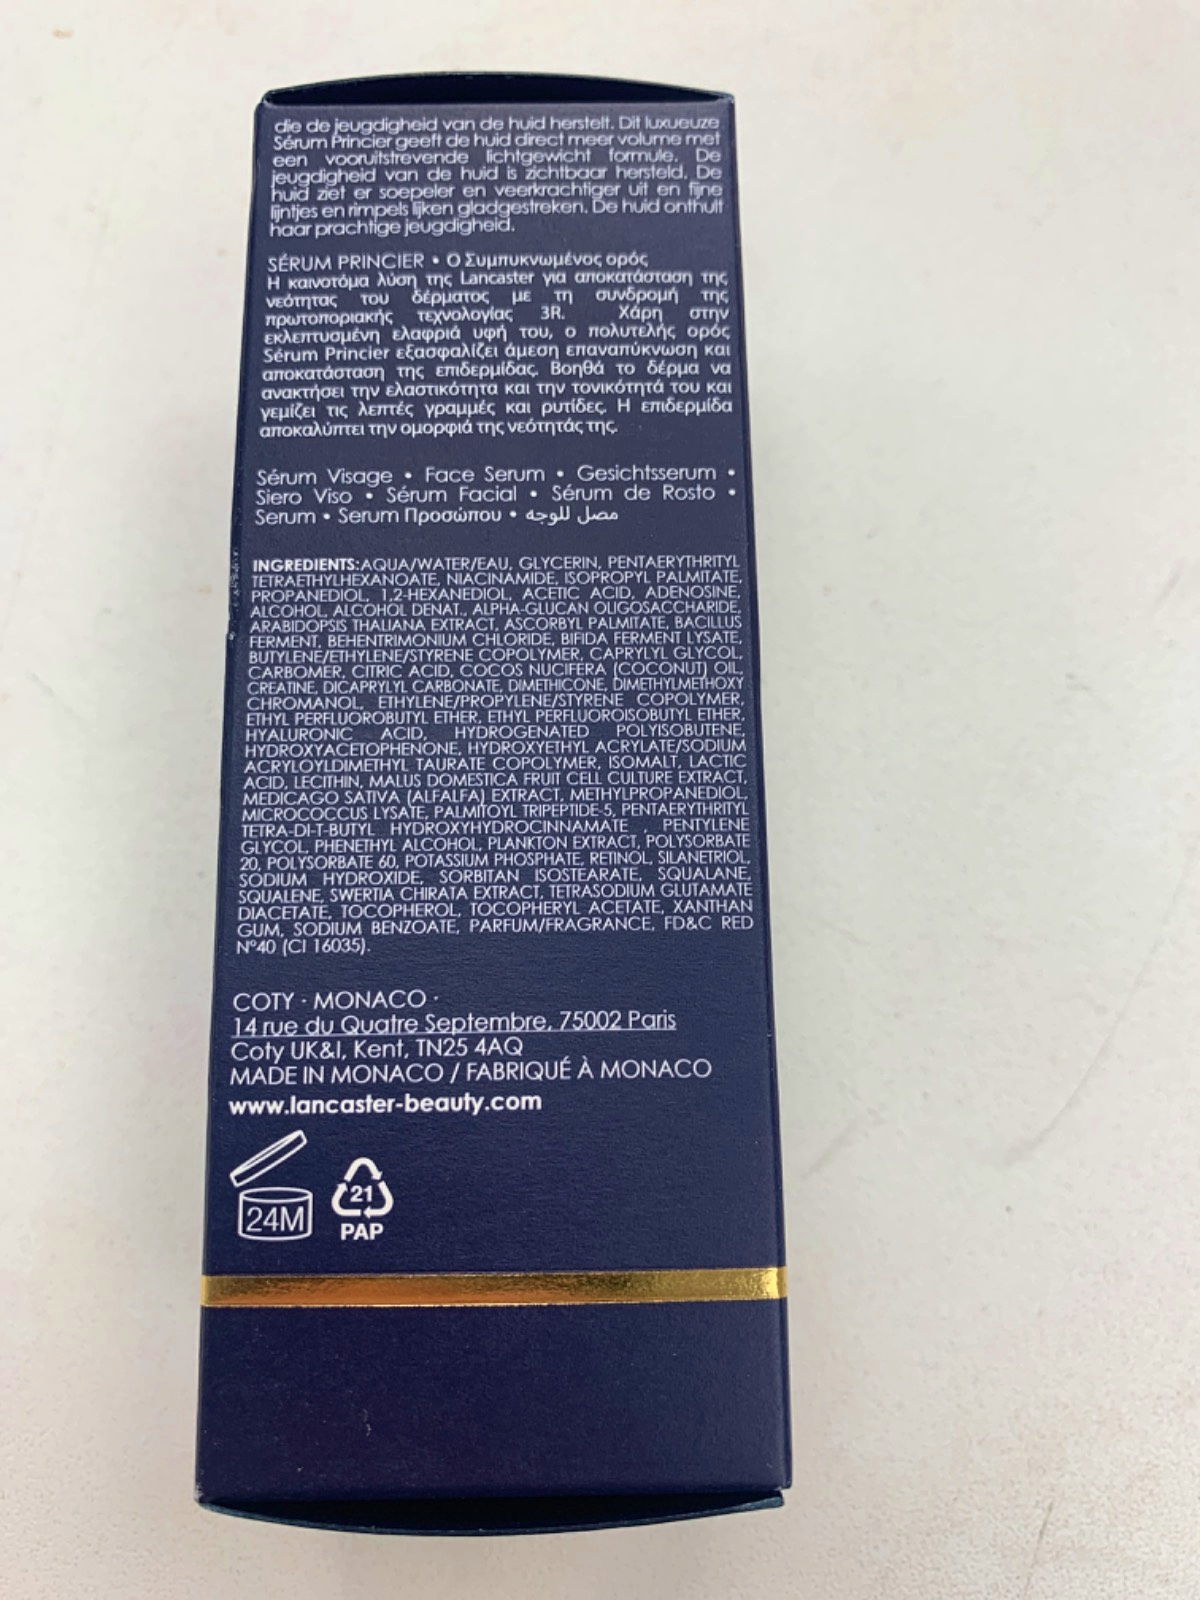 die de jeugdigheid van de huid herstelt. Dit luxueuze
Sérum Princier geeft de huid direct meer volume met
een vooruitstrevende lichtgewicht formule. De
jeugdigheid van de huid is zichtbaar hersteld. De
huid ziet er soepeler en veerkrachtiger uit en fijne
lijntjes en rimpels lijken gladgestreken. De huid onthult
haar prachtige jeugdigheid.
SÉRUM PRINCIER • Ο Συμπυκνωμένος ορός
Η καινοτόμα λύση της Lancaster για αποκατάσταση της
νεότητας του δέρματος με τη συνδρομή της
πρωτοποριακής τεχνολογίας 3R. Χάρη στην
εκλεπτυσμένη ελαφριά υφή του, ο πολυτελής ορός
Sérum Princier εξασφαλίζει άμεση επαναπύκνωση και
αποκατάσταση της επιδερμίδας. Βοηθά το δέρμα να
ανακτήσει την ελαστικότητα και την τονικότητά του και
γεμίζει τις λεπτές γραμμές και ρυτίδες. Η επιδερμίδα
αποκαλύπτει την ομορφιά της νεότητάς της.
Sérum Visage • Face Serum • Gesichtsserum •
Siero Viso • Sérum Facial • Sérum de Rosto •
Serum • Serum Προσώπου • مصل للوجه
INGREDIENTS:AQUA/WATER/EAU, GLYCERIN, PENTAERYTHRITYL
TETRAETHYLHEXANOATE, NIACINAMIDE, ISOPROPYL PALMITATE,
PROPANEDIOL, 1,2-HEXANEDIOL, ACETIC ACID, ADENOSINE,
ALCOHOL, ALCOHOL DENAT., ALPHA-GLUCAN OLIGOSACCHARIDE,
ARABIDOPSIS THALIANA EXTRACT, ASCORBYL PALMITATE, BACILLUS
FERMENT, BEHENTRIMONIUM CHLORIDE, BIFIDA FERMENT LYSATE,
BUTYLENE/ETHYLENE/STYRENE COPOLYMER, CAPRYLYL GLYCOL,
CARBOMER, CITRIC ACID, COCOS NUCIFERA (COCONUT) OIL,
CREATINE, DICAPRYLYL CARBONATE, DIMETHICONE, DIMETHYLMETHOXY
CHROMANOL, ETHYLENE/PROPYLENE/STYRENE COPOLYMER,
ETHYL PERFLUOROBUTYL ETHER, ETHYL PERFLUOROISOBUTYL ETHER,
HYALURONIC ACID, HYDROGENATED POLYISOBUTENE,
HYDROXYACETOPHENONE, HYDROXYETHYL ACRYLATE/SODIUM
ACRYLOYLDIMETHYL TAURATE COPOLYMER, ISOMALT, LACTIC
ACID, LECITHIN, MALUS DOMESTICA FRUIT CELL CULTURE EXTRACT,
MEDICAGO SATIVA (ALFALFA) EXTRACT, METHYLPROPANEDIOL,
MICROCOCCUS LYSATE, PALMITOYL TRIPEPTIDE-5, PENTAERYTHRITYL
TETRA-DI-T-BUTYL HYDROXYHYDROCINNAMATE , PENTYLENE
GLYCOL, PHENETHYL ALCOHOL, PLANKTON EXTRACT, POLYSORBATE
20, POLYSORBATE 60, POTASSIUM PHOSPHATE, RETINOL, SILANETRIOL,
SODIUM HYDROXIDE, SORBITAN ISOSTEARATE, SQUALANE,
SQUALENE, SWERTIA CHIRATA EXTRACT, TETRASODIUM GLUTAMATE
DIACETATE, TOCOPHEROL, TOCOPHERYL ACETATE, XANTHAN
GUM, SODIUM BENZOATE, PARFUM/FRAGRANCE, FD&C RED
N°40 (CI 16035).
COTY · MONACO ·
14 rue du Quatre Septembre, 75002 Paris
Coty UK&I, Kent, TN25 4AQ
MADE IN MONACO / FABRIQUÉ À MONACO
www.lancaster-beauty.com
24M
21
PAP